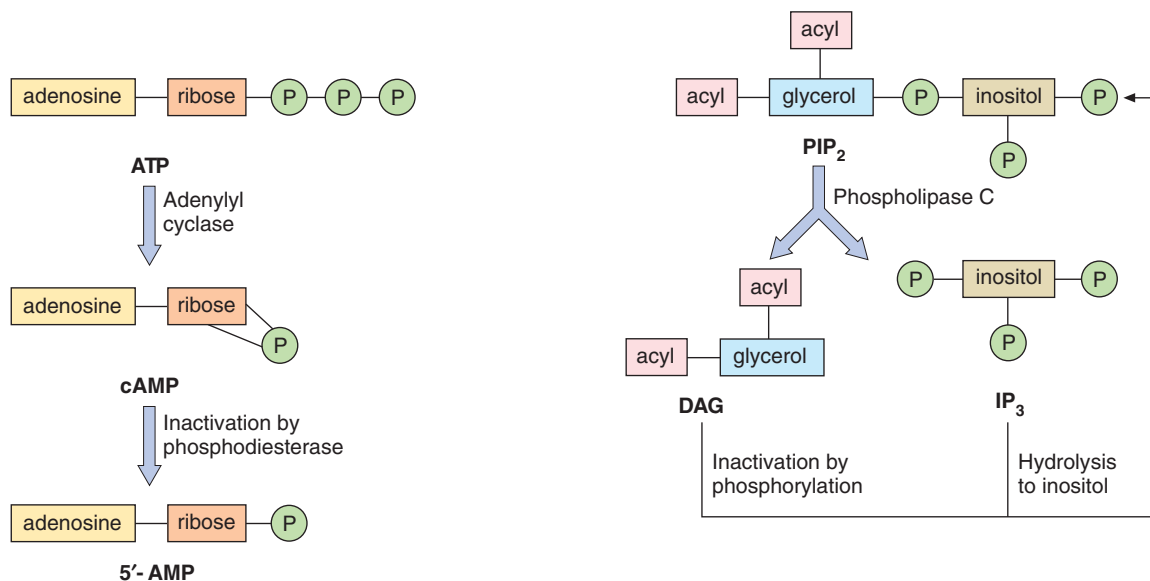 adenosine
ribose
P
P
P
ATP
Adenylyl
cyclase
adenosine
ribose
P
cAMP
Inactivation by
phosphodiesterase
adenosine
ribose
P
5′- AMP
acyl
acyl
glycerol
P
inositol
P
P
PIP₂
Phospholipase C
acyl
acyl
glycerol
DAG
P
inositol
P
P
IP₃
Inactivation by
phosphorylation
Hydrolysis
to inositol